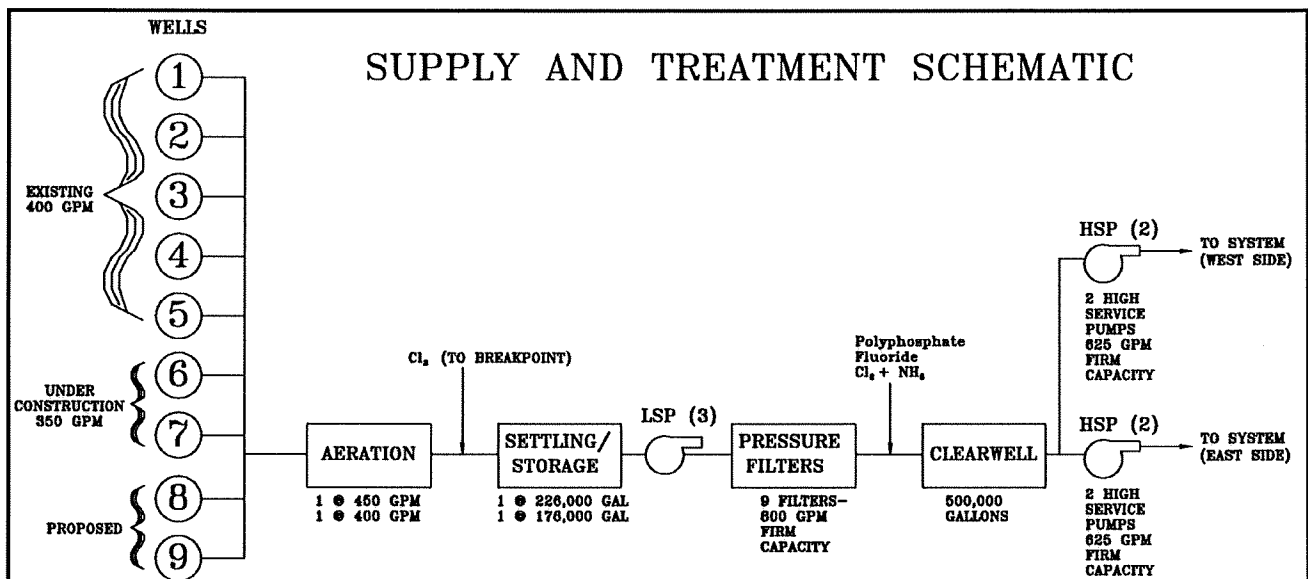 WELLS
SUPPLY AND TREATMENT SCHEMATIC
1
2
3
4
5
6
7
8
9
EXISTING
400 GPM
UNDER
CONSTRUCTION
350 GPM
PROPOSED
AERATION
1 @ 450 GPM
1 @ 400 GPM
Cl₂ (TO BREAKPOINT)
SETTLING/
STORAGE
1 @ 226,000 GAL
1 @ 176,000 GAL
LSP (3)
PRESSURE
FILTERS
9 FILTERS-
800 GPM
FIRM
CAPACITY
Polyphosphate
Fluoride
Cl₂ + NH₃
CLEARWELL
500,000
GALLONS
HSP (2)
TO SYSTEM
(WEST SIDE)
2 HIGH
SERVICE
PUMPS
625 GPM
FIRM
CAPACITY
HSP (2)
TO SYSTEM
(EAST SIDE)
2 HIGH
SERVICE
PUMPS
625 GPM
FIRM
CAPACITY